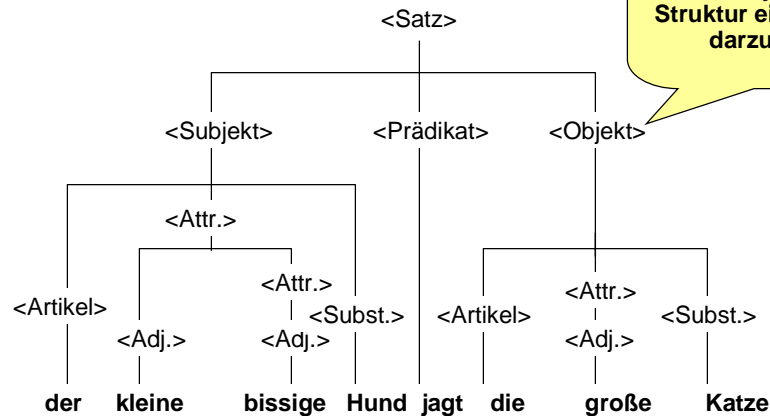 <Satz>
Struktur ei
darzu
<Subjekt> <Prädikat> <Objekt>
<Attr.>
<Attr.> <Attr.>
<Artikel> <Subst.> <Artikel> <Subst.>
<Adj.> <Adj.> <Adj.>
der kleine bissige Hund jagt die große Katze